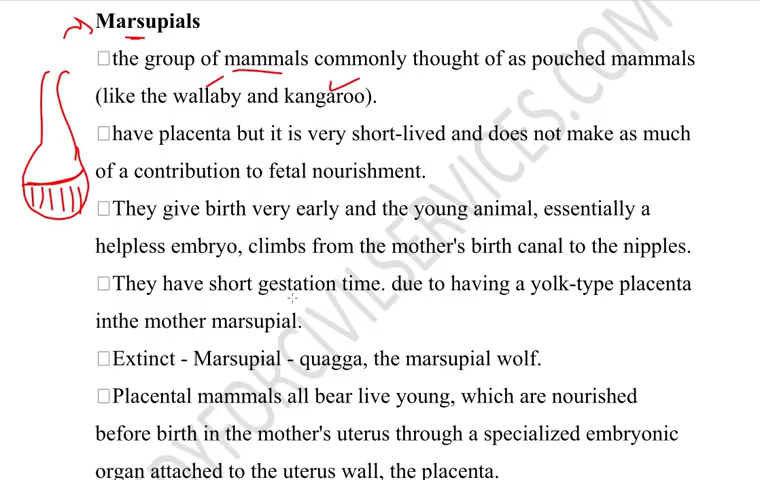 Marsupials
□the group of mammals commonly thought of as pouched mammals
(like the wallaby and kangaroo).
□have placenta but it is very short-lived and does not make as much
of a contribution to fetal nourishment.
□They give birth very early and the young animal, essentially a
helpless embryo, climbs from the mother's birth canal to the nipples.
□They have short gestation time. due to having a yolk-type placenta
inthe mother marsupial.
□Extinct - Marsupial - quagga, the marsupial wolf.
□Placental mammals all bear live young, which are nourished
before birth in the mother's uterus through a specialized embryonic
organ attached to the uterus wall, the placenta.
DYFORCIVILSERVICES.COM